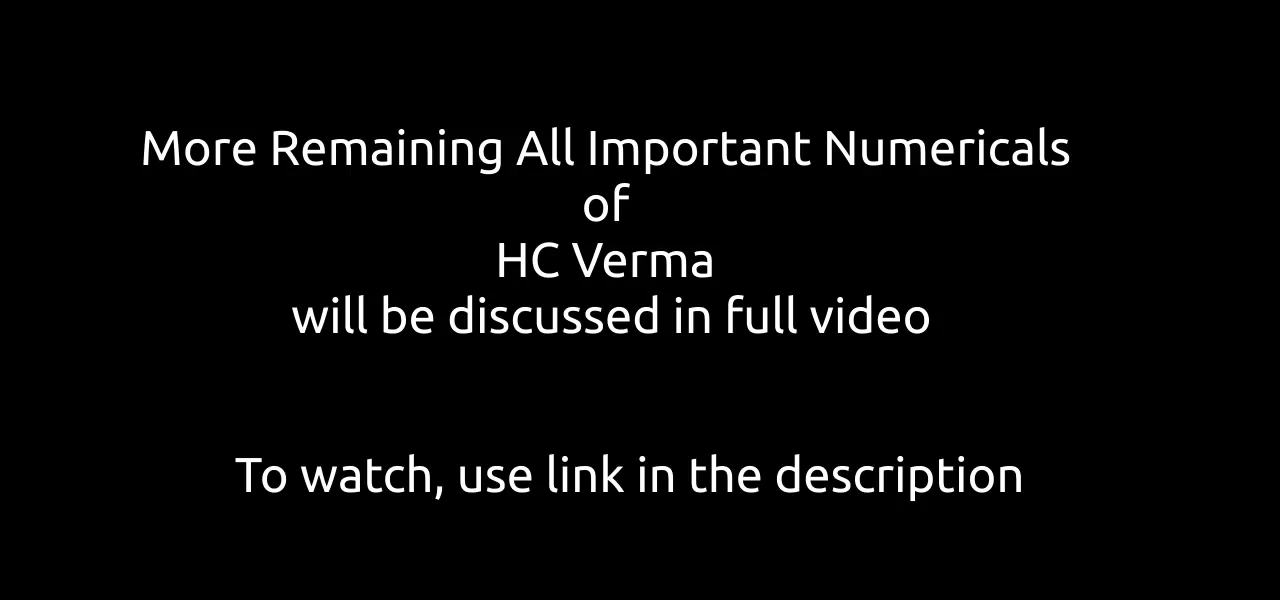 More Remaining All Important Numericals
of
HC Verma
will be discussed in full video
To watch, use link in the description